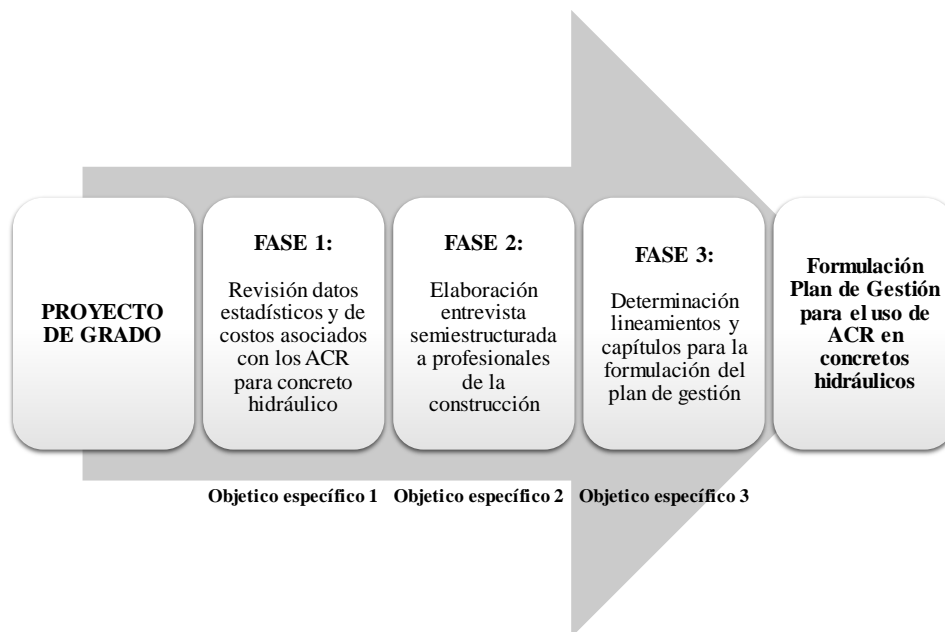 PROYECTO
DE GRADO
FASE 1:
Revisión datos
estadísticos y de
costos asociados
con los ACR
para concreto
hidráulico
FASE 2:
Elaboración
entrevista
semiestructurada
a profesionales
de la
construcción
FASE 3:
Determinación
lineamientos y
capítulos para la
formulación del
plan de gestión
Formulación
Plan de Gestión
para el uso de
ACR en
concretos
hidráulicos
Objetico específico 1
Objetico específico 2
Objetico específico 3